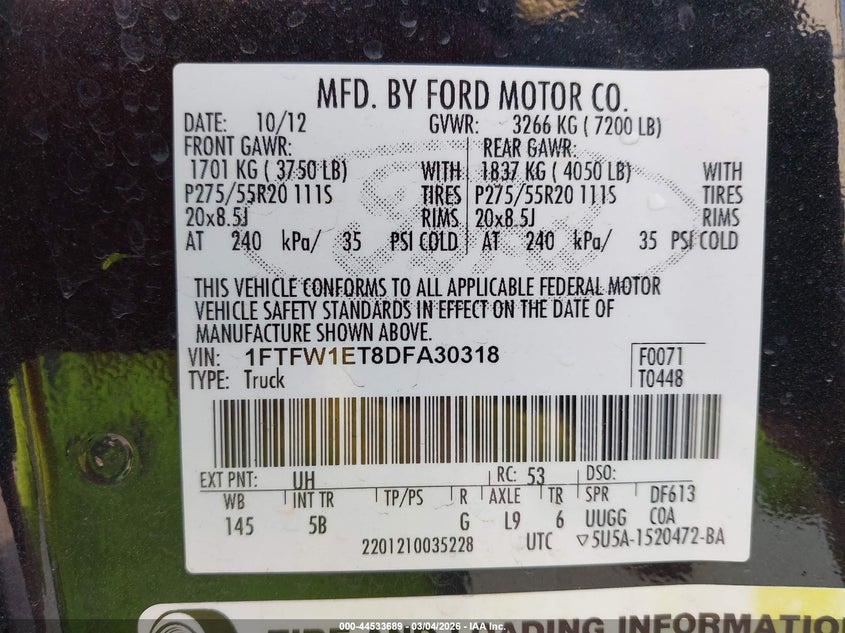 MFD. BY FORD MOTOR CO.
DATE: 10/12 GVWR: 3266 KG ( 7200 LB)
FRONT GAWR: REAR GAWR:
1701 KG ( 3750 LB) WITH 1837 KG ( 4050 LB) WITH
P275/55R20 111S TIRES P275/55R20 111S TIRES
20x8.5J RIMS 20x8.5J RIMS
AT 240 kPa/ 35 PSI COLD AT 240 kPa/ 35 PSI COLD
THIS VEHICLE CONFORMS TO ALL APPLICABLE FEDERAL MOTOR
VEHICLE SAFETY STANDARDS IN EFFECT ON THE DATE OF
MANUFACTURE SHOWN ABOVE.
VIN: 1FTFW1ET8DFA30318 F0071
TYPE: Truck T0448
EXT PNT: UH RC: 53 DSO:
WB INT TR TP/PS R AXLE TR SPR DF613
145 5B G L9 6 UUGG COA
2201210035228 UTC ▽5U5A-1520472-BA
TIRE AND LOADING INFORMATION
000-44533689 - 03/04/2026 - IAA Inc.